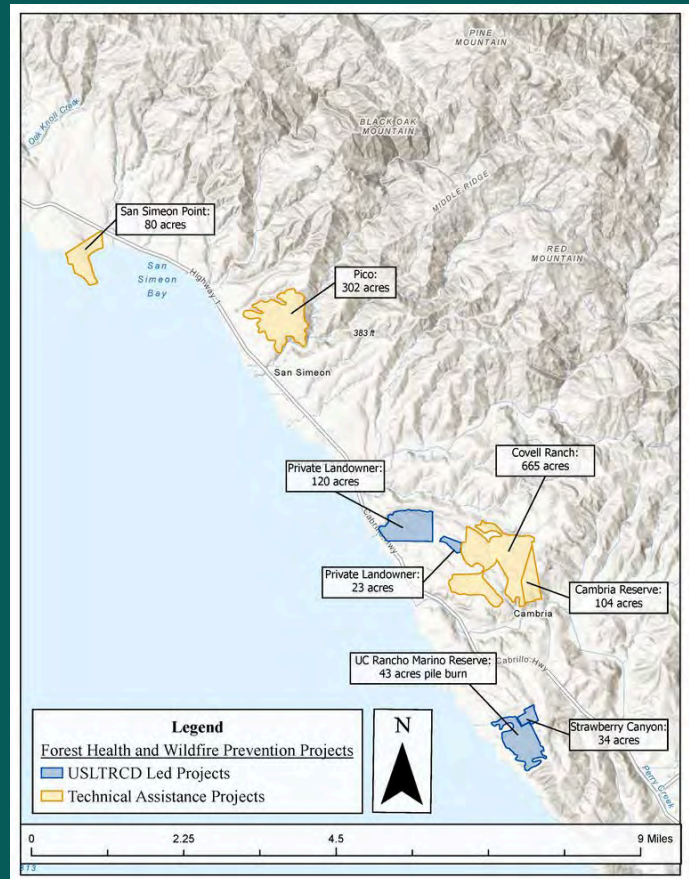 PINE
MOUNTAIN
Oak Knoll Creek
BLACK OAK
MOUNTAIN
MIDDLE RIDGE
San Simeon Point:
80 acres
RED
MOUNTAIN
San
Simeon
Bay
Highway 1
Pico:
302 acres
383 ft
San Simeon
Covell Ranch:
665 acres
Private Landowner:
120 acres
Cabrillo Hwy
Private Landowner:
23 acres
Cambria Reserve:
104 acres
Cambria
UC Rancho Marino Reserve:
43 acres pile burn
Cabrillo Hwy
Strawberry Canyon:
34 acres
Perry Creek
Legend
Forest Health and Wildfire Prevention Projects
USLTRCD Led Projects
Technical Assistance Projects
N
0 2.25 4.5 9 Miles